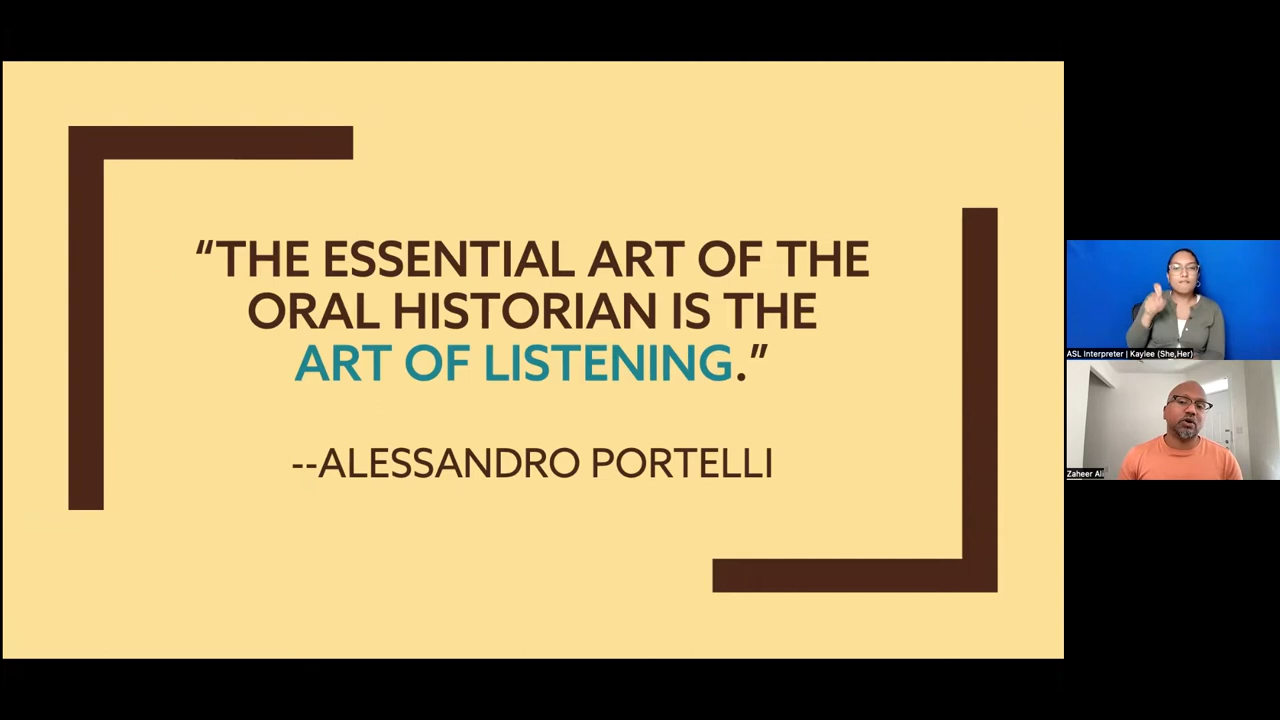 “THE ESSENTIAL ART OF THE
ORAL HISTORIAN IS THE
ART OF LISTENING.”
--ALESSANDRO PORTELLI
ASL Interpreter | Kaylee (She,Her)
Zaheer Ali